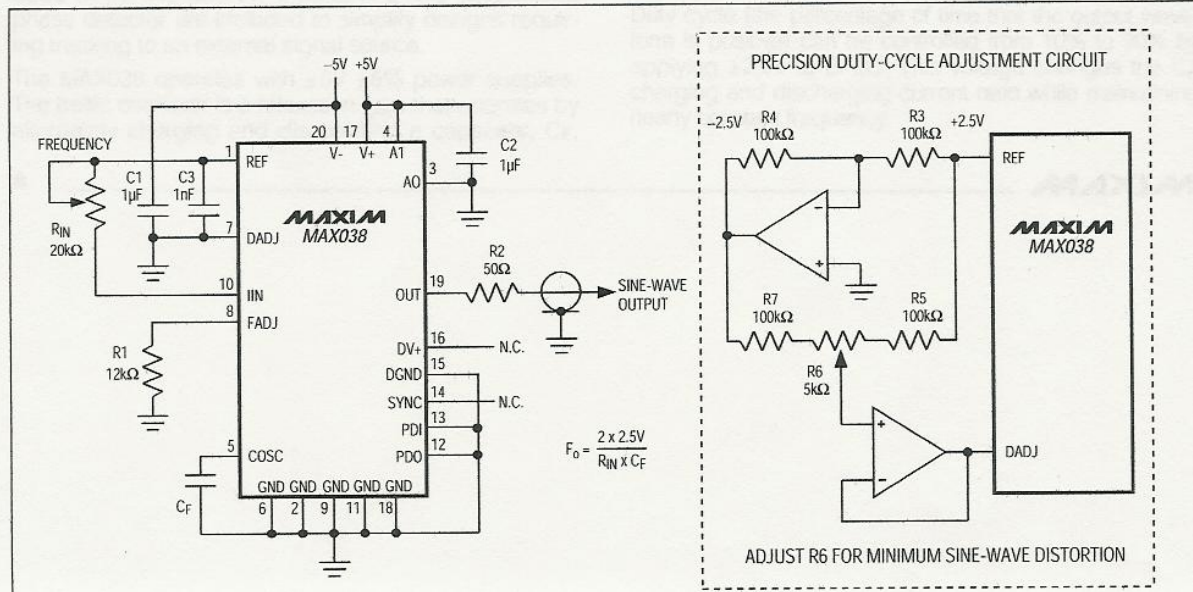 −5V +5V
20 17 4
V- V+ A1
FREQUENCY
1
REF
C1
1µF
C3
1nF
C2
1µF
3
AO
RIN
20kΩ
7
DADJ
MAXIM
MAX038
10
IIN
8
FADJ
R2
50Ω
19
OUT
SINE-WAVE
OUTPUT
R1
12kΩ
16
DV+
N.C.
15
DGND
14
SYNC
N.C.
13
PDI
12
PDO
5
COSC
CF
GND GND GND GND GND
6 2 9 11 18
Fo = 2 x 2.5V
RIN x CF
PRECISION DUTY-CYCLE ADJUSTMENT CIRCUIT
−2.5V
R4
100kΩ
R3
100kΩ
+2.5V
REF
MAXIM
MAX038
-
+
R7
100kΩ
R5
100kΩ
R6
5kΩ
+
-
DADJ
ADJUST R6 FOR MINIMUM SINE-WAVE DISTORTION